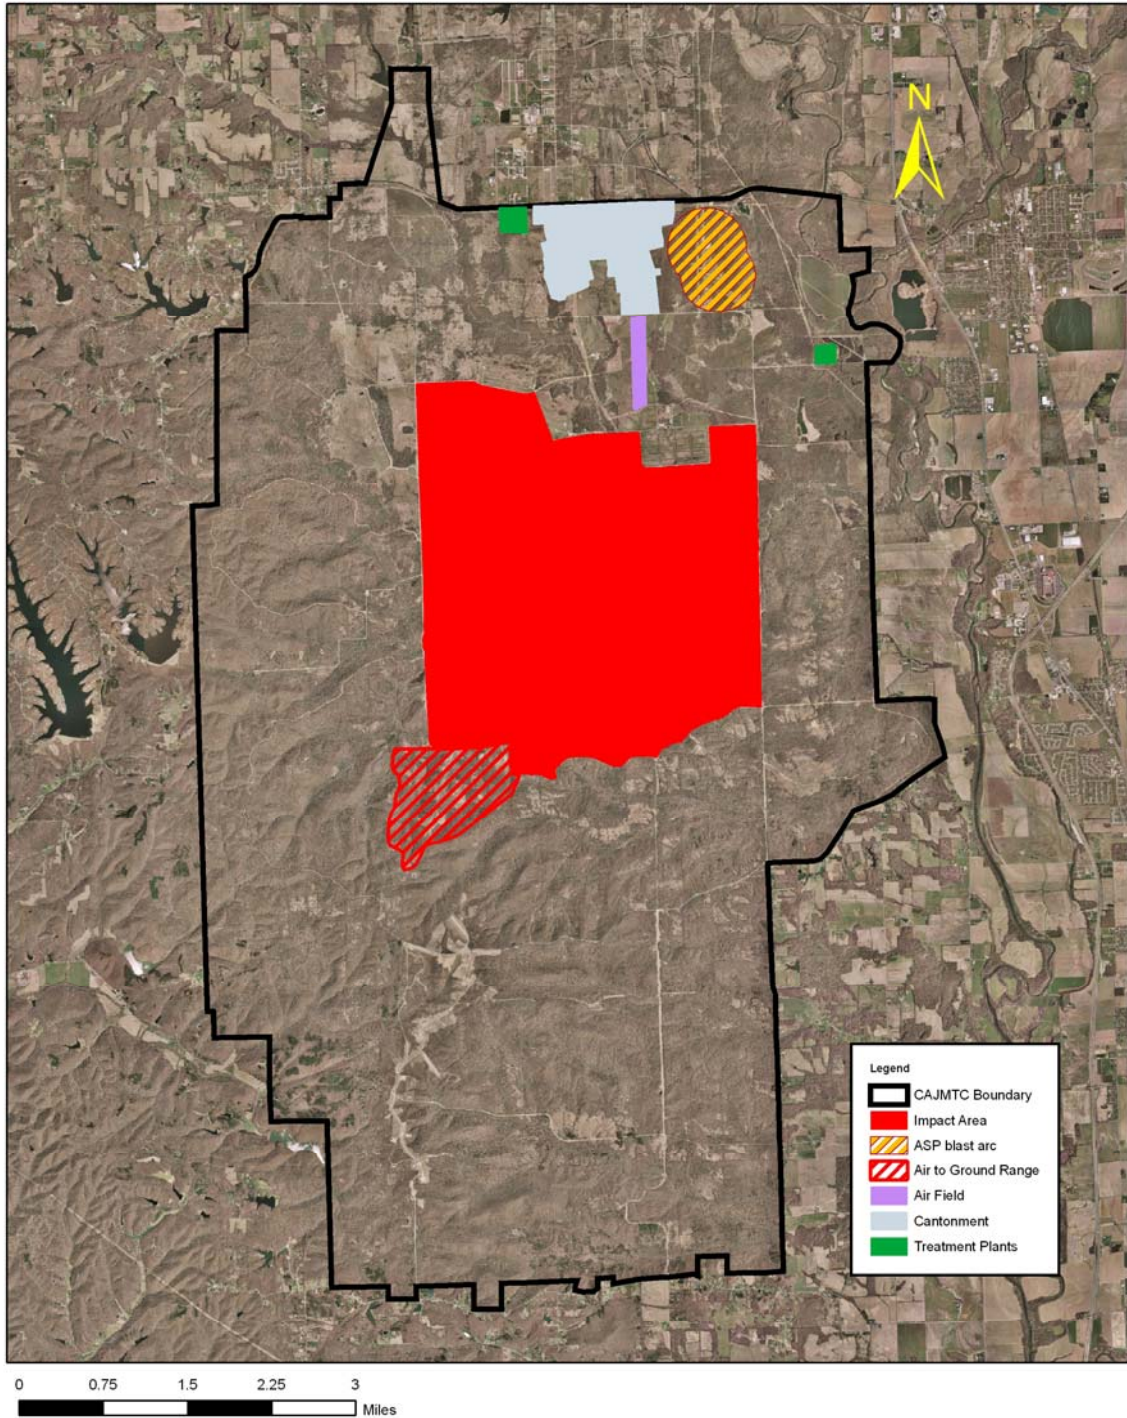 N
Legend
CAJMTC Boundary
Impact Area
ASP blast arc
Air to Ground Range
Air Field
Cantonment
Treatment Plants
0 0.75 1.5 2.25 3
Miles